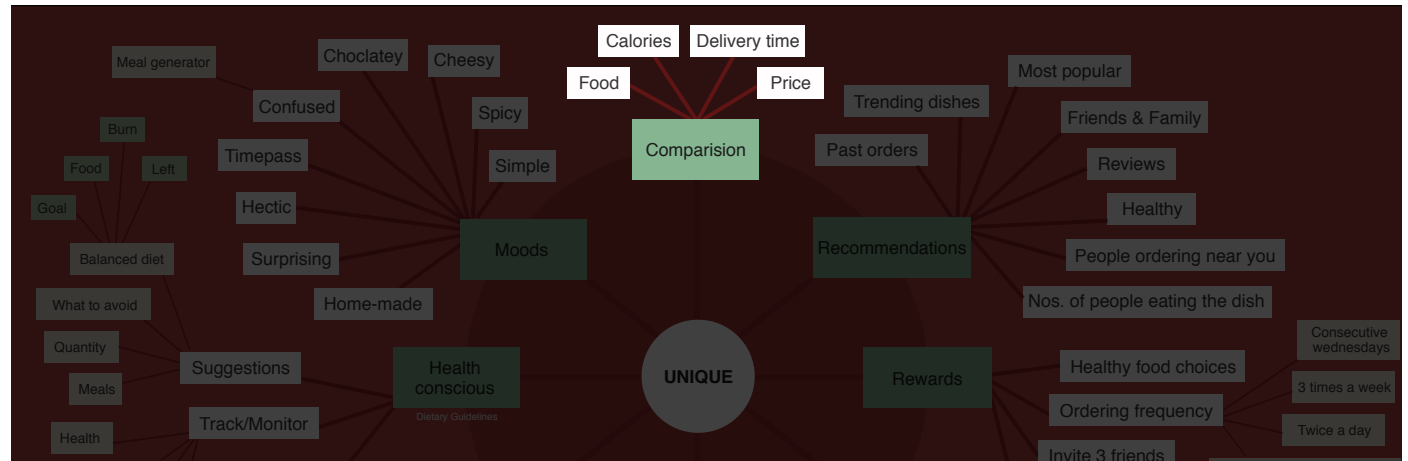 Calories
Delivery time
Food
Price
Comparision
Meal generator
Choclatey
Cheesy
Confused
Spicy
Timepass
Simple
Hectic
Surprising
Home-made
Moods
Most popular
Trending dishes
Friends & Family
Past orders
Reviews
Healthy
People ordering near you
Nos. of people eating the dish
Recommendations
Burn
Food
Left
Goal
Balanced diet
What to avoid
Quantity
Meals
Suggestions
Track/Monitor
Health
Health
conscious
Dietary Guidelines
UNIQUE
Rewards
Healthy food choices
Ordering frequency
Invite 3 friends
Consecutive
wednesdays
3 times a week
Twice a day